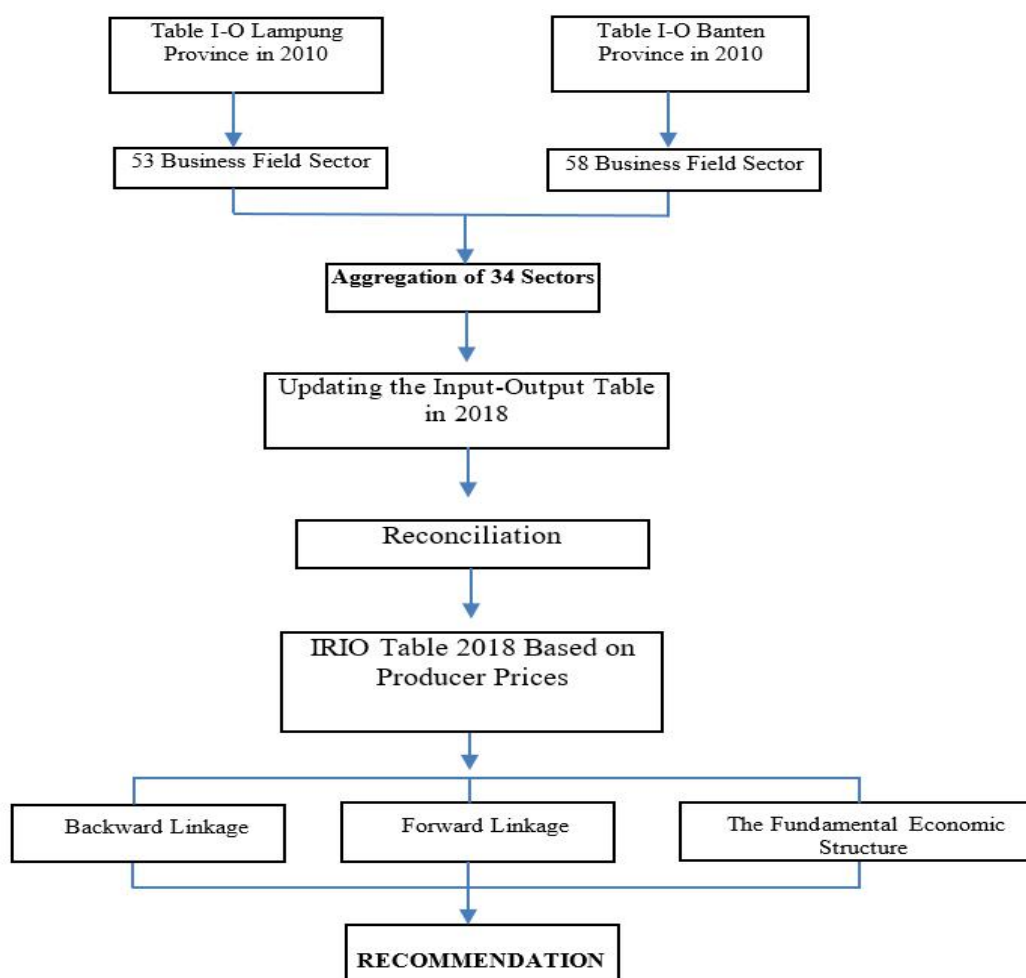 Table I-O Lampung
Province in 2010
Table I-O Banten
Province in 2010
53 Business Field Sector
58 Business Field Sector
Aggregation of 34 Sectors
Updating the Input-Output Table
in 2018
Reconciliation
IRIO Table 2018 Based on
Producer Prices
Backward Linkage
Forward Linkage
The Fundamental Economic
Structure
RECOMMENDATION